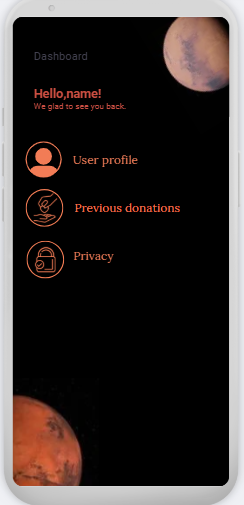 Dashboard
Hello,name!
We glad to see you back.
User profile
Previous donations
Privacy